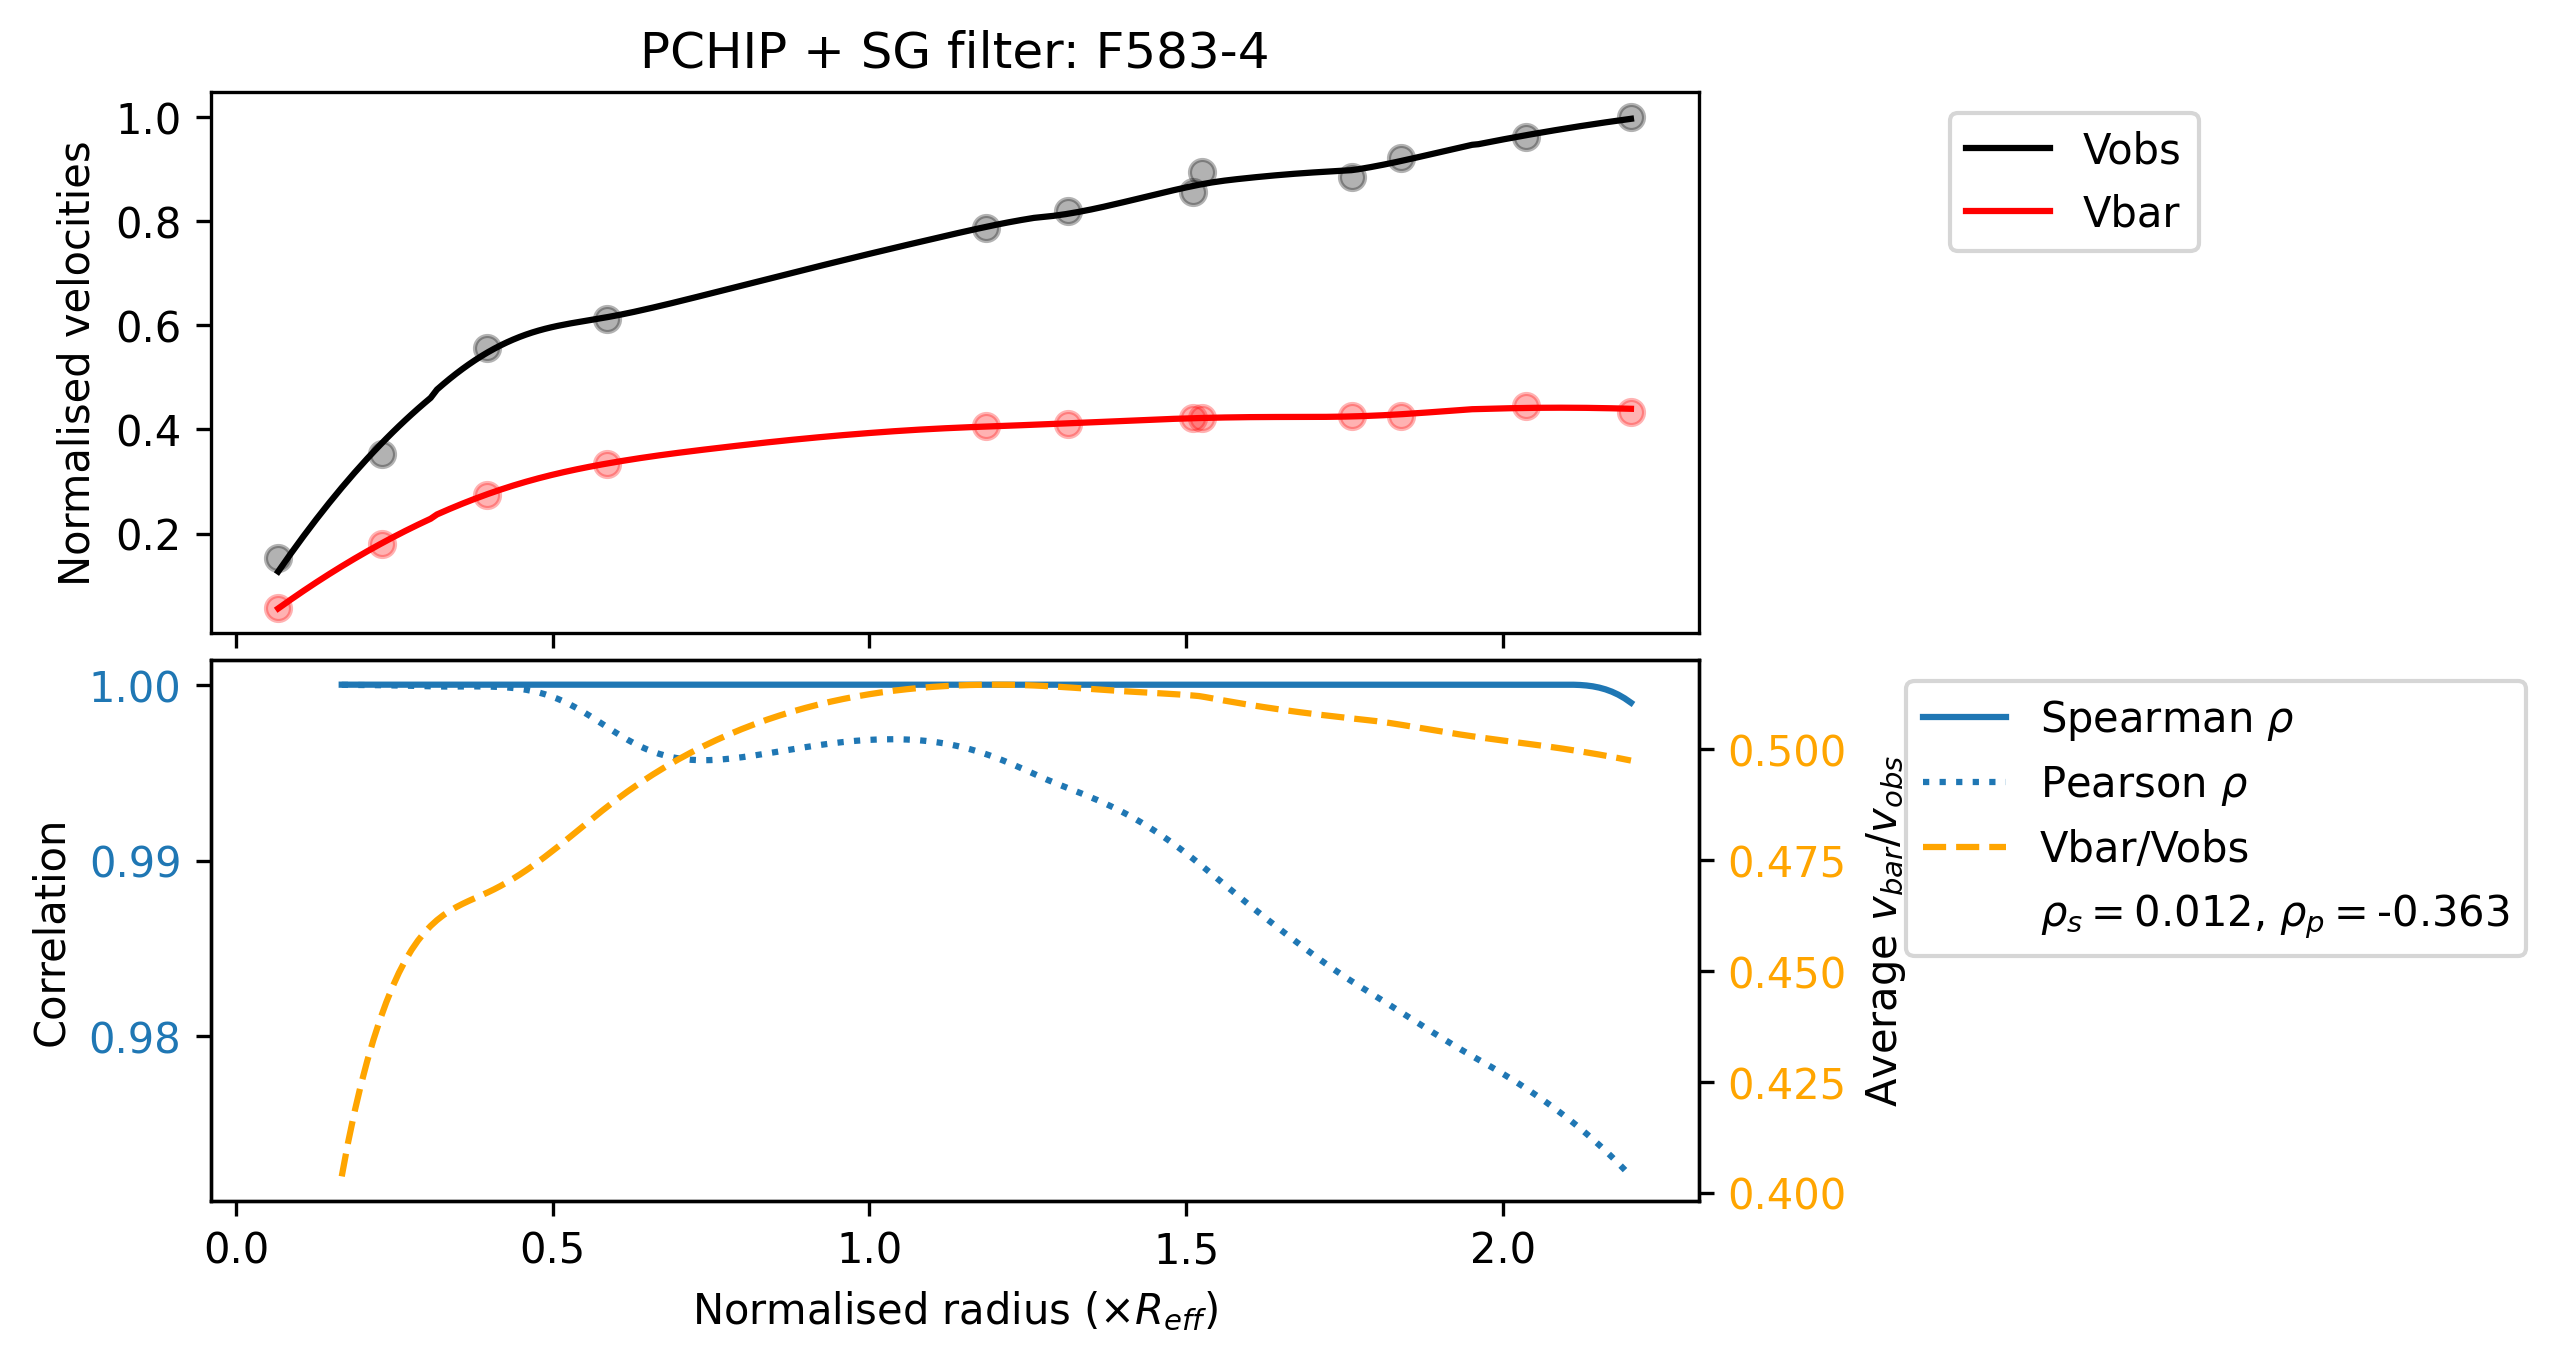 PCHIP + SG filter: F583-4
Normalised velocities
1.0
0.8
0.6
0.4
0.2
Vobs
Vbar
Correlation
1.00
0.99
0.98
0.500
0.475
0.450
0.425
0.400
Average v_bar/v_obs
Spearman ρ
Pearson ρ
Vbar/Vobs
ρ_s = 0.012, ρ_p = -0.363
0.0 0.5 1.0 1.5 2.0
Normalised radius (×R_eff)